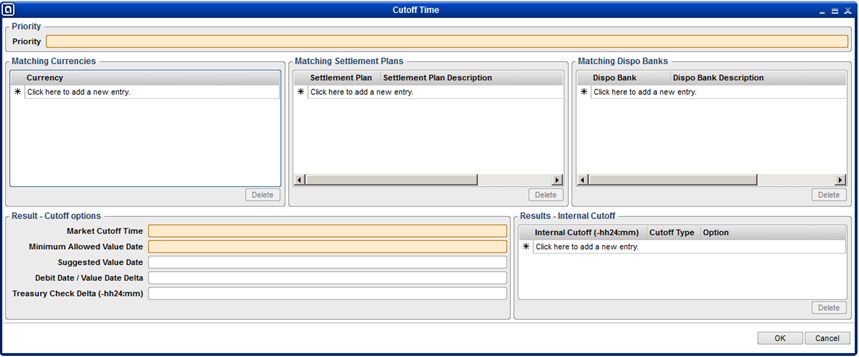 Cutoff Time
Priority
Priority
Matching Currencies
Currency
Click here to add a new entry.
Delete
Matching Settlement Plans
Settlement Plan Settlement Plan Description
Click here to add a new entry.
Delete
Matching Dispo Banks
Dispo Bank Dispo Bank Description
Click here to add a new entry.
Delete
Result - Cutoff options
Market Cutoff Time
Minimum Allowed Value Date
Suggested Value Date
Debit Date / Value Date Delta
Treasury Check Delta (-hh24:mm)
Results - Internal Cutoff
Internal Cutoff (-hh24:mm) Cutoff Type Option
Click here to add a new entry.
Delete
OK Cancel